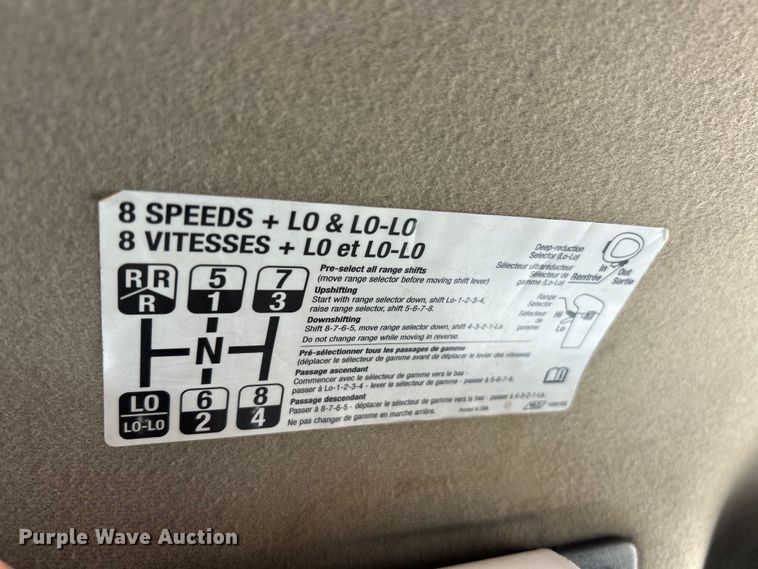 8 SPEEDS + LO & LO-LO
8 VITESSES + LO et LO-LO
R R
R
5
1
7
3
N
LO
LO-LO
6
2
8
4
Pre-select all range shifts
(move range selector before moving shift lever)
Upshifting
Start with range selector down, shift Lo-1-2-3-4,
raise range selector, shift 5-6-7-8.
Downshifting
Shift 8-7-6-5, move range selector down, shift 4-3-2-1-Lo.
Do not change range while moving in reverse.
Pré-sélectionner tous les passages de gamme
(déplacer le sélecteur de gamme avant de déplacer le levier des vitesses)
Passage ascendant
Commencer avec le sélecteur de gamme vers le bas -
passer à Lo-1-2-3-4 - lever le sélecteur de gamme - passer à 5-6-7-8.
Passage descendant
Passer à 8-7-6-5 - déplacer le sélecteur de gamme vers le bas - passer à 4-3-2-1-Lo.
Ne pas changer de gamme en marche arrière.
Printed in USA
Deep-reduction
Selector (Lo-Lo)
Sélecteur ultraréducteur
Sélecteur de
gamme (Lo-Lo)
In Out
Rentrée Sortie
Range
Selector
Sélecteur
de
gamme
Hi
Lo
Purple Wave Auction